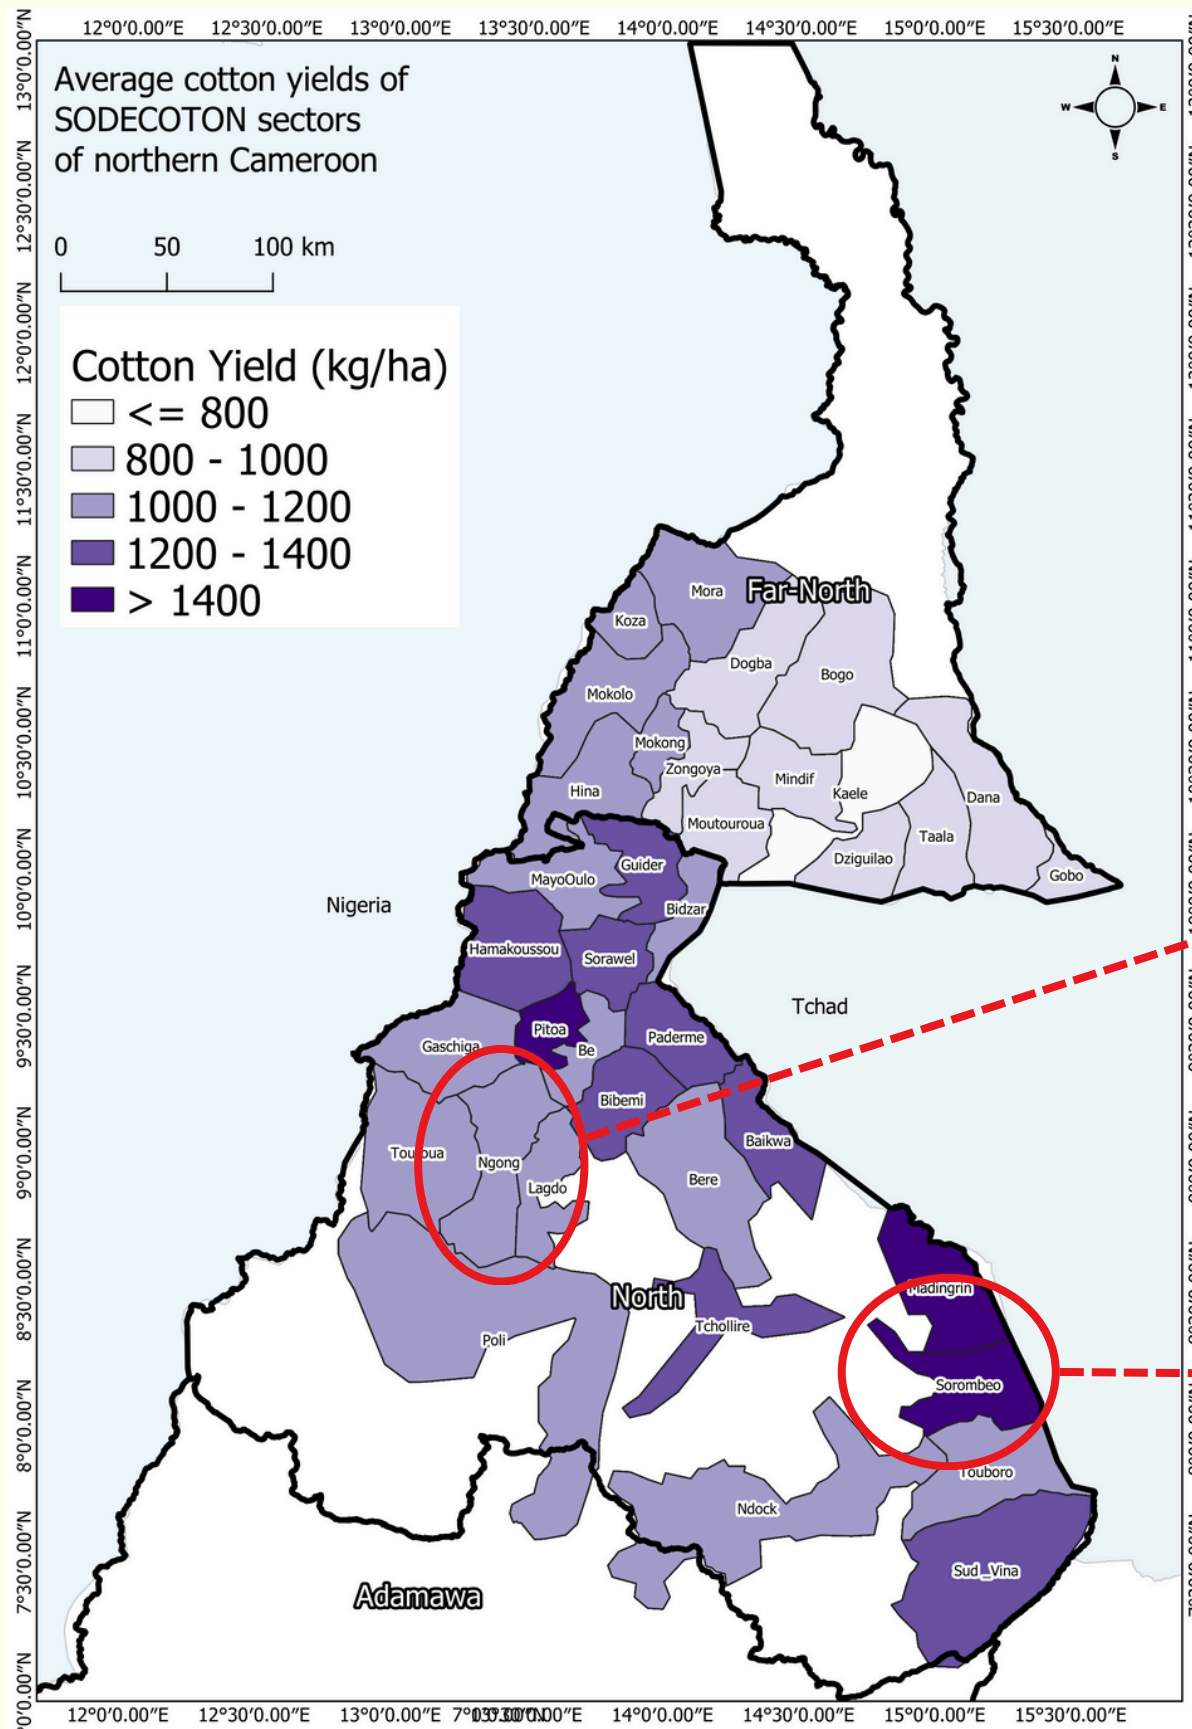 12°0'0.00"E
12°30'0.00"E
13°0'0.00"E
13°30'0.00"E
14°0'0.00"E
14°30'0.00"E
15°0'0.00"E
15°30'0.00"E
13°0'0.00"N
12°30'0.00"N
12°0'0.00"N
11°30'0.00"N
11°0'0.00"N
10°30'0.00"N
10°0'0.00"N
9°30'0.00"N
9°0'0.00"N
8°30'0.00"N
8°0'0.00"N
7°30'0.00"N
Average cotton yields of
SODECOTON sectors
of northern Cameroon
N
W
E
S
0 50 100 km
Cotton Yield (kg/ha)
<= 800
800 - 1000
1000 - 1200
1200 - 1400
> 1400
Mora
Far-North
Koza
Dogba
Bogo
Mokolo
Mokong
Zongoya
Mindif
Kaele
Hina
Dana
Moutouroua
Taala
Dziguilao
Guider
MayoOulo
Gobo
Nigeria
Bidzar
Hamakoussou
Sorawel
Tchad
Pitoa
Paderme
Gaschiga
Be
Bibemi
Baikwa
Touroua
Ngong
Bere
Lagdo
North
Madingrin
Tchollire
Poli
Sorombeo
Touboro
Ndock
Sud_Vina
Adamawa
12°0'0.00"E
12°30'0.00"E
13°0'0.00"E
14°0'0.00"E
14°30'0.00"E
15°0'0.00"E
15°30'0.00"E